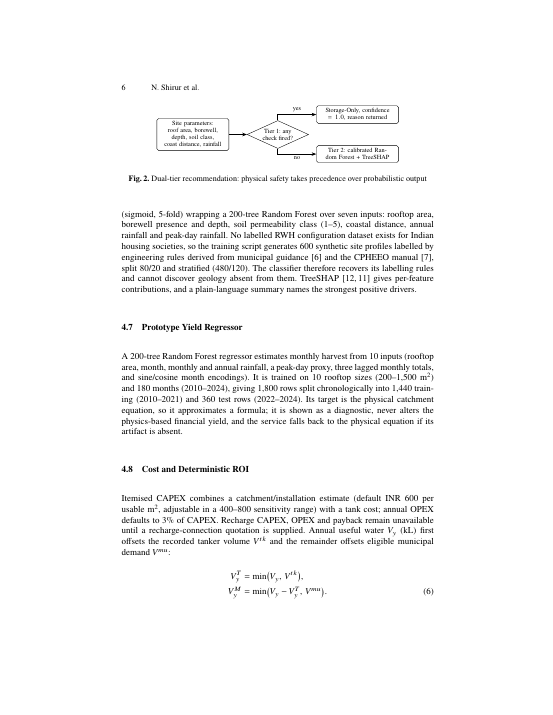 6 N. Shirur et al.
Site parameters:
roof area, borewell,
depth, soil class,
coast distance, rainfall
Tier 1: any
check fired?
yes
no
Storage-Only, confidence
= 1.0, reason returned
Tier 2: calibrated Ran-
dom Forest + TreeSHAP
Fig. 2. Dual-tier recommendation: physical safety takes precedence over probabilistic output
(sigmoid, 5-fold) wrapping a 200-tree Random Forest over seven inputs: rooftop area,
borewell presence and depth, soil permeability class (1–5), coastal distance, annual
rainfall and peak-day rainfall. No labelled RWH configuration dataset exists for Indian
housing societies, so the training script generates 600 synthetic site profiles labelled by
engineering rules derived from municipal guidance [6] and the CPHEEO manual [7],
split 80/20 and stratified (480/120). The classifier therefore recovers its labelling rules
and cannot discover geology absent from them. TreeSHAP [12, 11] gives per-feature
contributions, and a plain-language summary names the strongest positive drivers.
4.7 Prototype Yield Regressor
A 200-tree Random Forest regressor estimates monthly harvest from 10 inputs (rooftop
area, month, monthly and annual rainfall, a peak-day proxy, three lagged monthly totals,
and sine/cosine month encodings). It is trained on 10 rooftop sizes (200–1,500 m²)
and 180 months (2010–2024), giving 1,800 rows split chronologically into 1,440 train-
ing (2010–2021) and 360 test rows (2022–2024). Its target is the physical catchment
equation, so it approximates a formula; it is shown as a diagnostic, never alters the
physics-based financial yield, and the service falls back to the physical equation if its
artifact is absent.
4.8 Cost and Deterministic ROI
Itemised CAPEX combines a catchment/installation estimate (default INR 600 per
usable m², adjustable in a 400–800 sensitivity range) with a tank cost; annual OPEX
defaults to 3% of CAPEX. Recharge CAPEX, OPEX and payback remain unavailable
until a recharge-connection quotation is supplied. Annual useful water V_y (kL) first
offsets the recorded tanker volume V^{tk} and the remainder offsets eligible municipal
demand V^{mu}:
V_y^T = min(V_y, V^{tk}),
V_y^M = min(V_y − V_y^T, V^{mu}). (6)